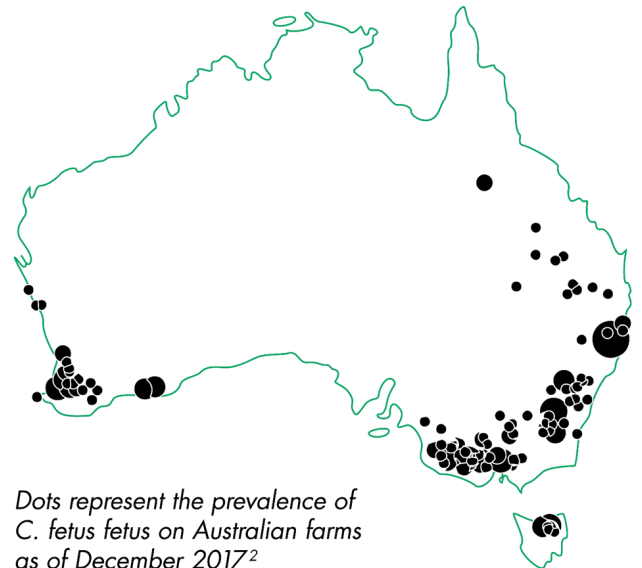 Dots represent the prevalence of
C. fetus fetus on Australian farms
as of December 2017²